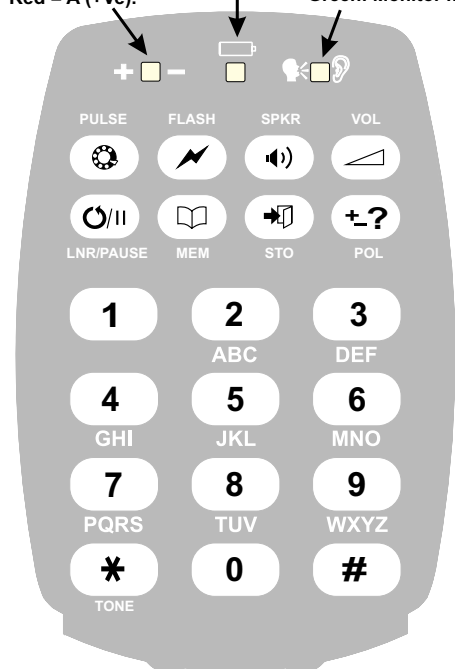 Red = A (+ve).
Monitor
+ −
PULSE FLASH SPKR VOL
/II +−?
LNR/PAUSE MEM STO POL
1 2 3
ABC DEF
4 5 6
GHI JKL MNO
7 8 9
PQRS TUV WXYZ
* 0 #
TONE